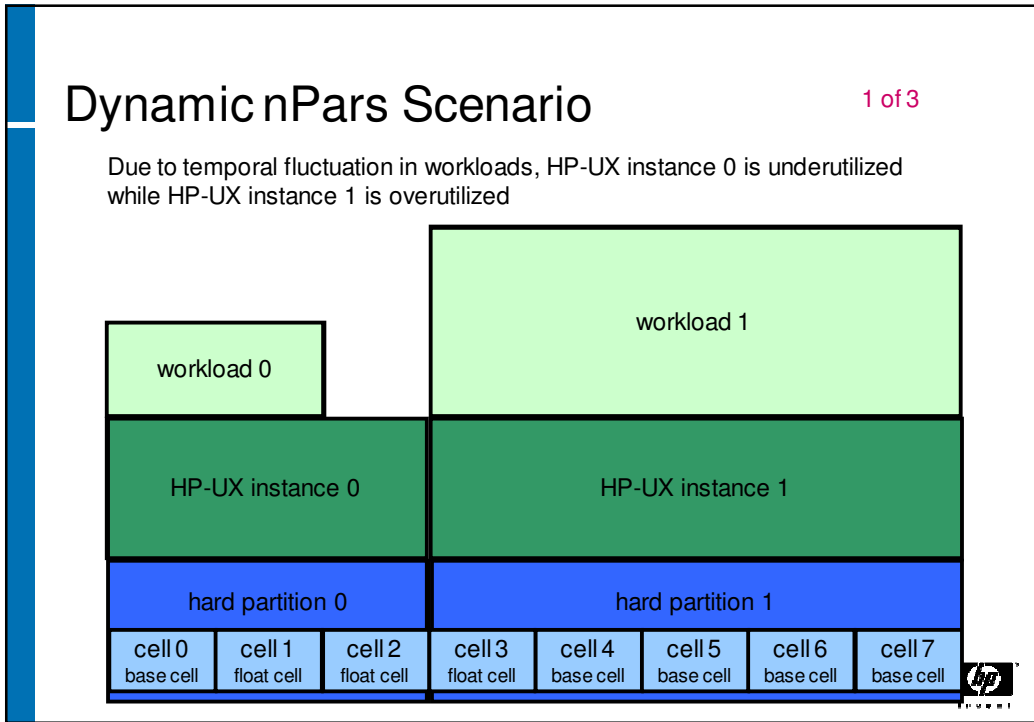 Dynamic nPars Scenario
1 of 3
Due to temporal fluctuation in workloads, HP-UX instance 0 is underutilized
while HP-UX instance 1 is overutilized
workload 1
workload 0
HP-UX instance 0
HP-UX instance 1
hard partition 0
hard partition 1
cell 0
base cell
cell 1
float cell
cell 2
float cell
cell 3
float cell
cell 4
base cell
cell 5
base cell
cell 6
base cell
cell 7
base cell
hp